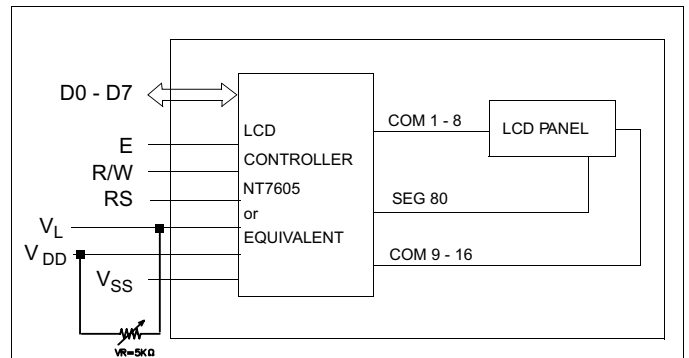 D0 - D7
E
R/W
RS
VL
VDD
VSS
VR=5KΩ
LCD
CONTROLLER
NT7605
or
EQUIVALENT
COM 1 - 8
SEG 80
COM 9 - 16
LCD PANEL